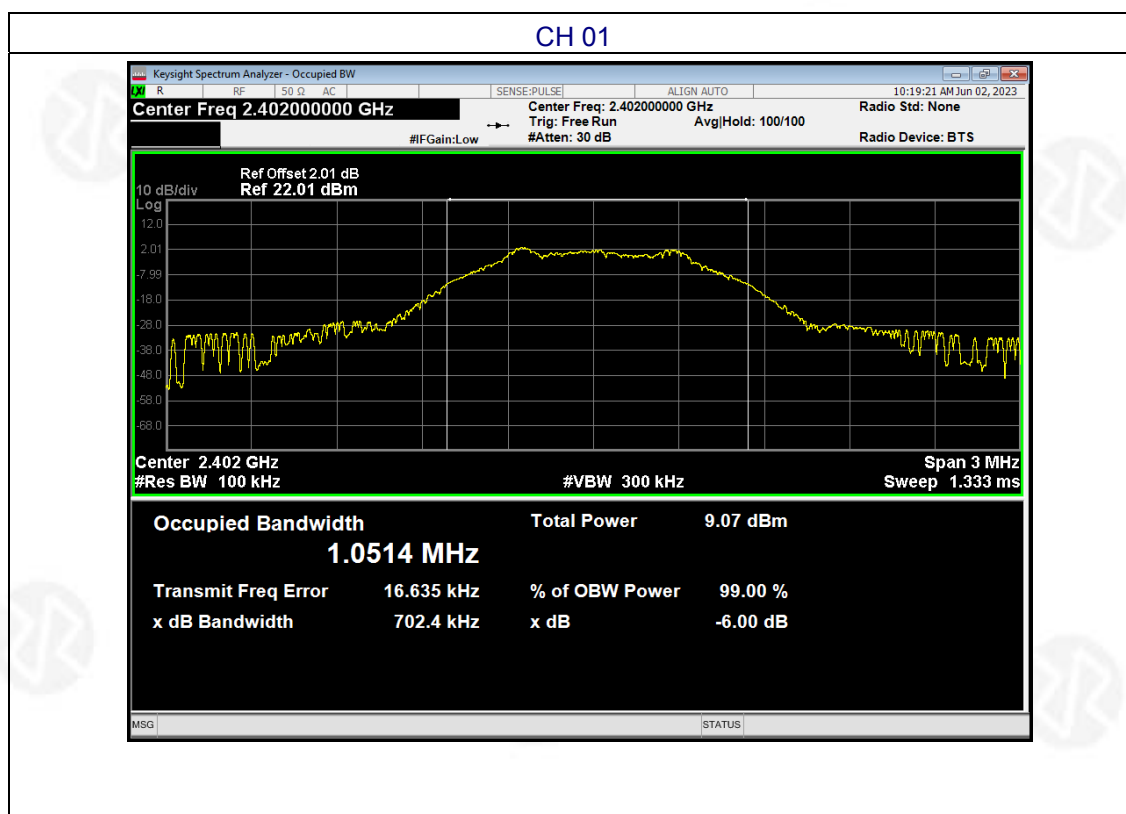 CH 01
Keysight Spectrum Analyzer - Occupied BW
LXI R RF 50 Ω AC SENSE:PULSE ALIGN AUTO 10:19:21 AM Jun 02, 2023
Center Freq 2.402000000 GHz Center Freq: 2.402000000 GHz Radio Std: None
Trig: Free Run Avg|Hold: 100/100
#IFGain:Low #Atten: 30 dB Radio Device: BTS
Ref Offset 2.01 dB
10 dB/div Ref 22.01 dBm
Log
12.0
2.01
-7.99
-18.0
-28.0
-38.0
-48.0
-58.0
-68.0
Center 2.402 GHz Span 3 MHz
#Res BW 100 kHz #VBW 300 kHz Sweep 1.333 ms
Occupied Bandwidth Total Power 9.07 dBm
1.0514 MHz
Transmit Freq Error 16.635 kHz % of OBW Power 99.00 %
x dB Bandwidth 702.4 kHz x dB -6.00 dB
MSG STATUS